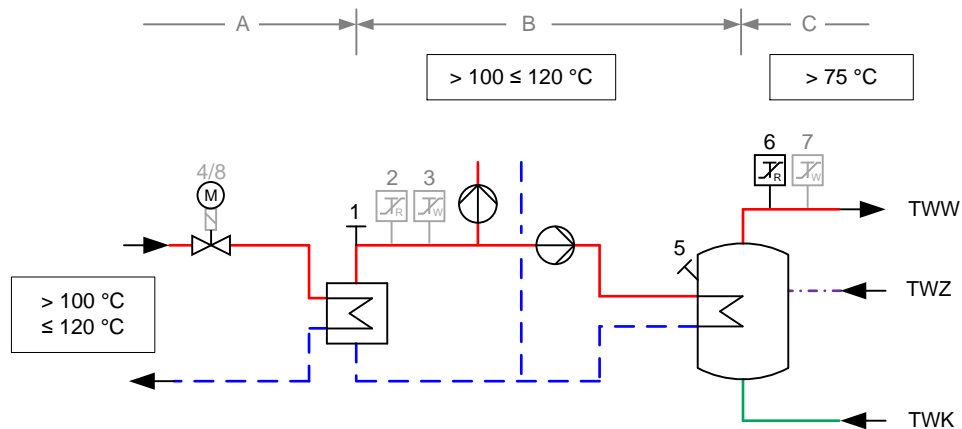 A B C
> 100 ≤ 120 °C
> 75 °C
4/8
M
2 3
R W
1
6 7
R W
TWW
5
TWZ
> 100 °C
≤ 120 °C
TWK